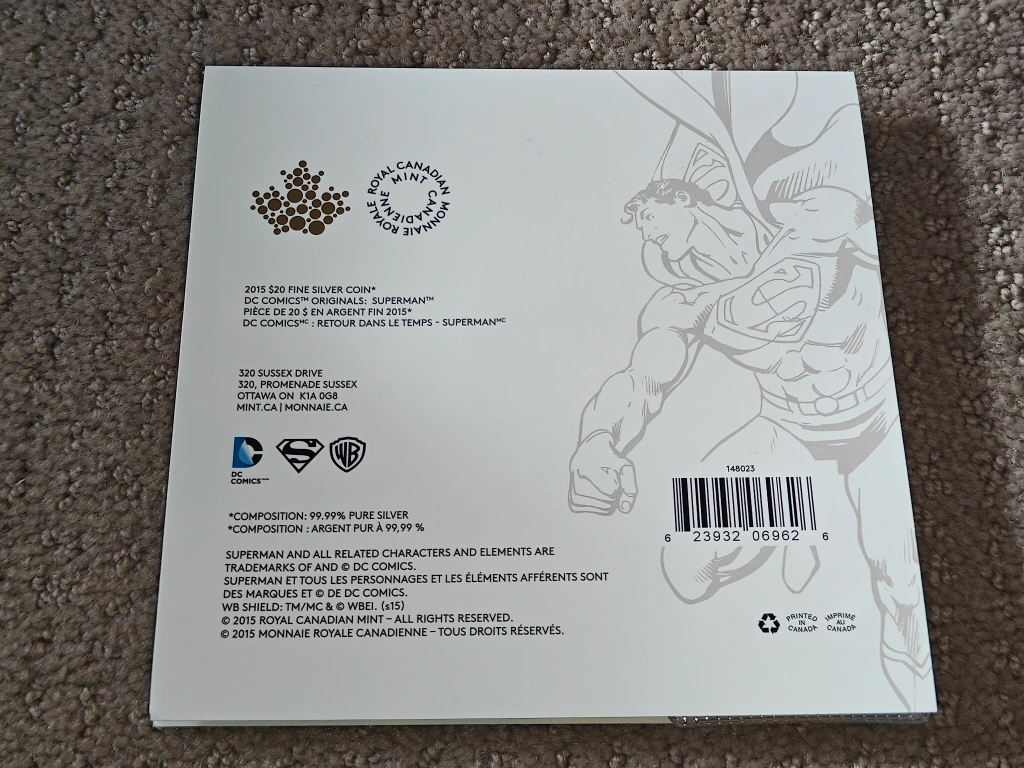 ROYAL CANADIAN MINT
MONNAIE ROYALE CANADIENNE
2015 $20 FINE SILVER COIN*
DC COMICS™ ORIGINALS: SUPERMAN™
PIÈCE DE 20 $ EN ARGENT FIN 2015*
DC COMICSᴹᶜ : RETOUR DANS LE TEMPS – SUPERMANᴹᶜ
320 SUSSEX DRIVE
320, PROMENADE SUSSEX
OTTAWA ON K1A 0G8
MINT.CA | MONNAIE.CA
DC
COMICS™/MC
S
WB
*COMPOSITION: 99.99% PURE SILVER
*COMPOSITION : ARGENT PUR À 99,99 %
SUPERMAN AND ALL RELATED CHARACTERS AND ELEMENTS ARE
TRADEMARKS OF AND © DC COMICS.
SUPERMAN ET TOUS LES PERSONNAGES ET LES ÉLÉMENTS AFFÉRENTS SONT
DES MARQUES ET © DE DC COMICS.
WB SHIELD: TM/MC & © WBEI. (s15)
© 2015 ROYAL CANADIAN MINT – ALL RIGHTS RESERVED.
© 2015 MONNAIE ROYALE CANADIENNE – TOUS DROITS RÉSERVÉS.
148023
6 23932 06962 6
PRINTED IN CANADA
IMPRIMÉ AU CANADA